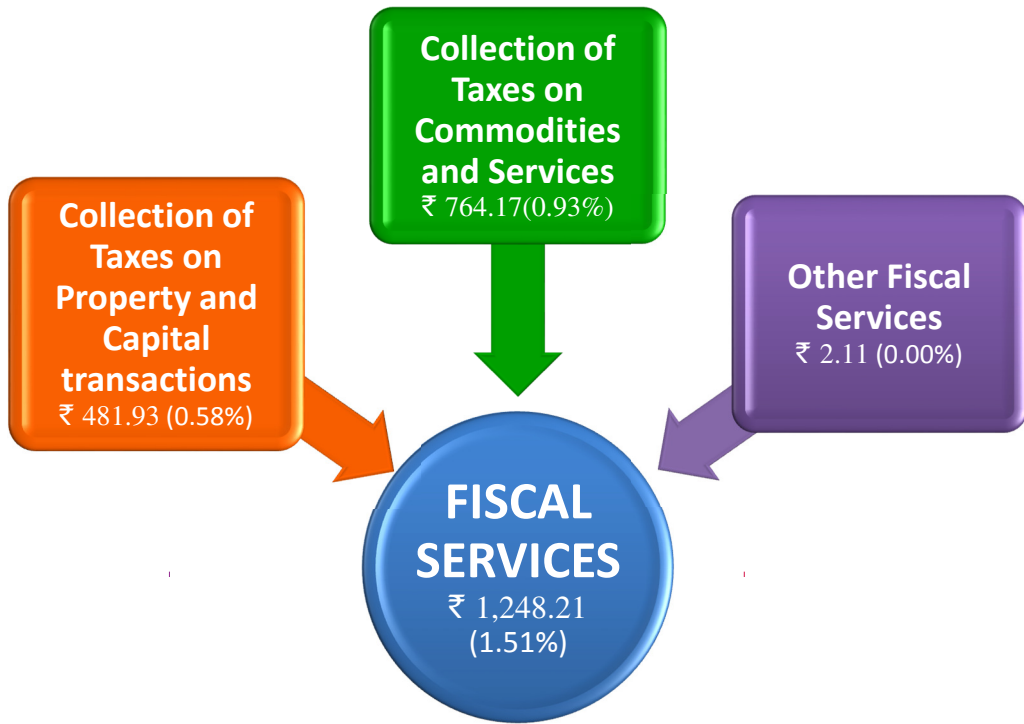 Collection of
Taxes on
Commodities
and Services
₹ 764.17(0.93%)
Collection of
Taxes on
Property and
Capital
transactions
₹ 481.93 (0.58%)
Other Fiscal
Services
₹ 2.11 (0.00%)
FISCAL
SERVICES
₹ 1,248.21
(1.51%)